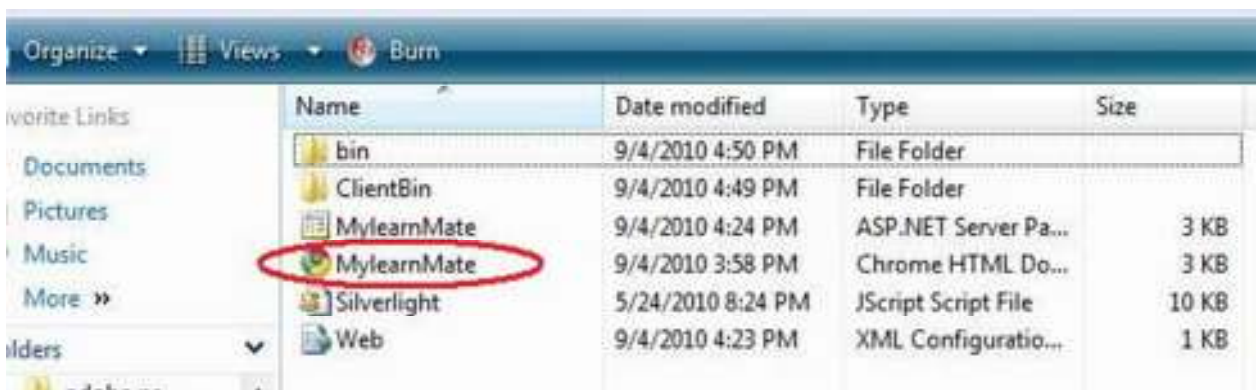 Organize Views Burn
vorite Links
Documents
Pictures
Music
More »
lders
Name Date modified Type Size
bin 9/4/2010 4:50 PM File Folder
ClientBin 9/4/2010 4:49 PM File Folder
MylearnMate 9/4/2010 4:24 PM ASP.NET Server Pa... 3 KB
MylearnMate 9/4/2010 3:58 PM Chrome HTML Do... 3 KB
Silverlight 5/24/2010 8:24 PM JScript Script File 10 KB
Web 9/4/2010 4:23 PM XML Configuratio... 1 KB